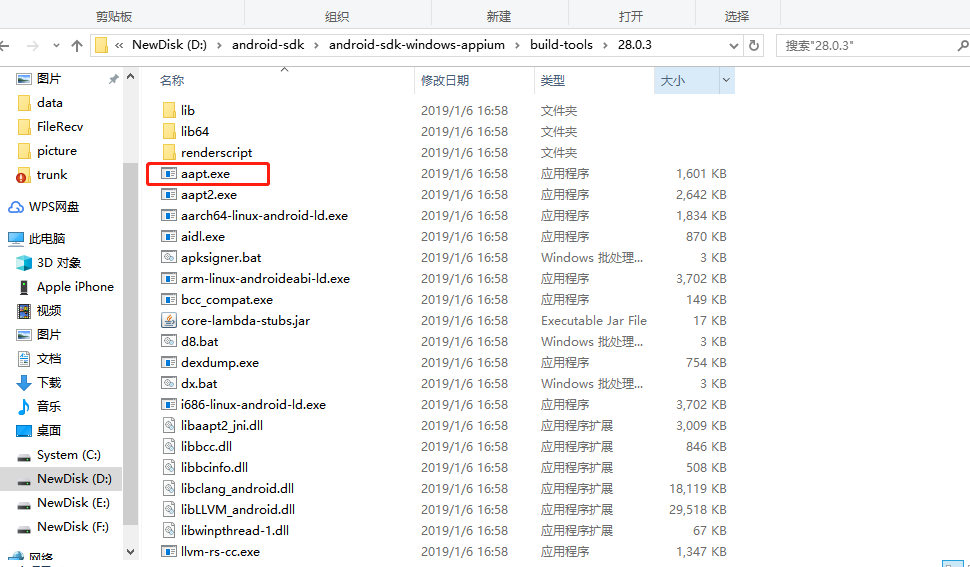 剪贴板 组织 新建 打开 选择
« NewDisk (D:) › android-sdk › android-sdk-windows-appium › build-tools › 28.0.3 搜索"28.0.3"
图片
data
FileRecv
picture
trunk
WPS网盘
此电脑
3D 对象
Apple iPhone
视频
图片
文档
下载
音乐
桌面
System (C:)
NewDisk (D:)
NewDisk (E:)
NewDisk (F:)
网络
名称 修改日期 类型 大小
lib 2019/1/6 16:58 文件夹
lib64 2019/1/6 16:58 文件夹
renderscript 2019/1/6 16:58 文件夹
aapt.exe 2019/1/6 16:58 应用程序 1,601 KB
aapt2.exe 2019/1/6 16:58 应用程序 2,642 KB
aarch64-linux-android-ld.exe 2019/1/6 16:58 应用程序 1,834 KB
aidl.exe 2019/1/6 16:58 应用程序 870 KB
apksigner.bat 2019/1/6 16:58 Windows 批处理... 3 KB
arm-linux-androideabi-ld.exe 2019/1/6 16:58 应用程序 3,702 KB
bcc_compat.exe 2019/1/6 16:58 应用程序 149 KB
core-lambda-stubs.jar 2019/1/6 16:58 Executable Jar File 17 KB
d8.bat 2019/1/6 16:58 Windows 批处理... 3 KB
dexdump.exe 2019/1/6 16:58 应用程序 754 KB
dx.bat 2019/1/6 16:58 Windows 批处理... 3 KB
i686-linux-android-ld.exe 2019/1/6 16:58 应用程序 3,702 KB
libaapt2_jni.dll 2019/1/6 16:58 应用程序扩展 3,009 KB
libbcc.dll 2019/1/6 16:58 应用程序扩展 846 KB
libbcinfo.dll 2019/1/6 16:58 应用程序扩展 508 KB
libclang_android.dll 2019/1/6 16:58 应用程序扩展 18,119 KB
libLLVM_android.dll 2019/1/6 16:58 应用程序扩展 29,518 KB
libwinpthread-1.dll 2019/1/6 16:58 应用程序扩展 67 KB
llvm-rs-cc.exe 2019/1/6 16:58 应用程序 1,347 KB